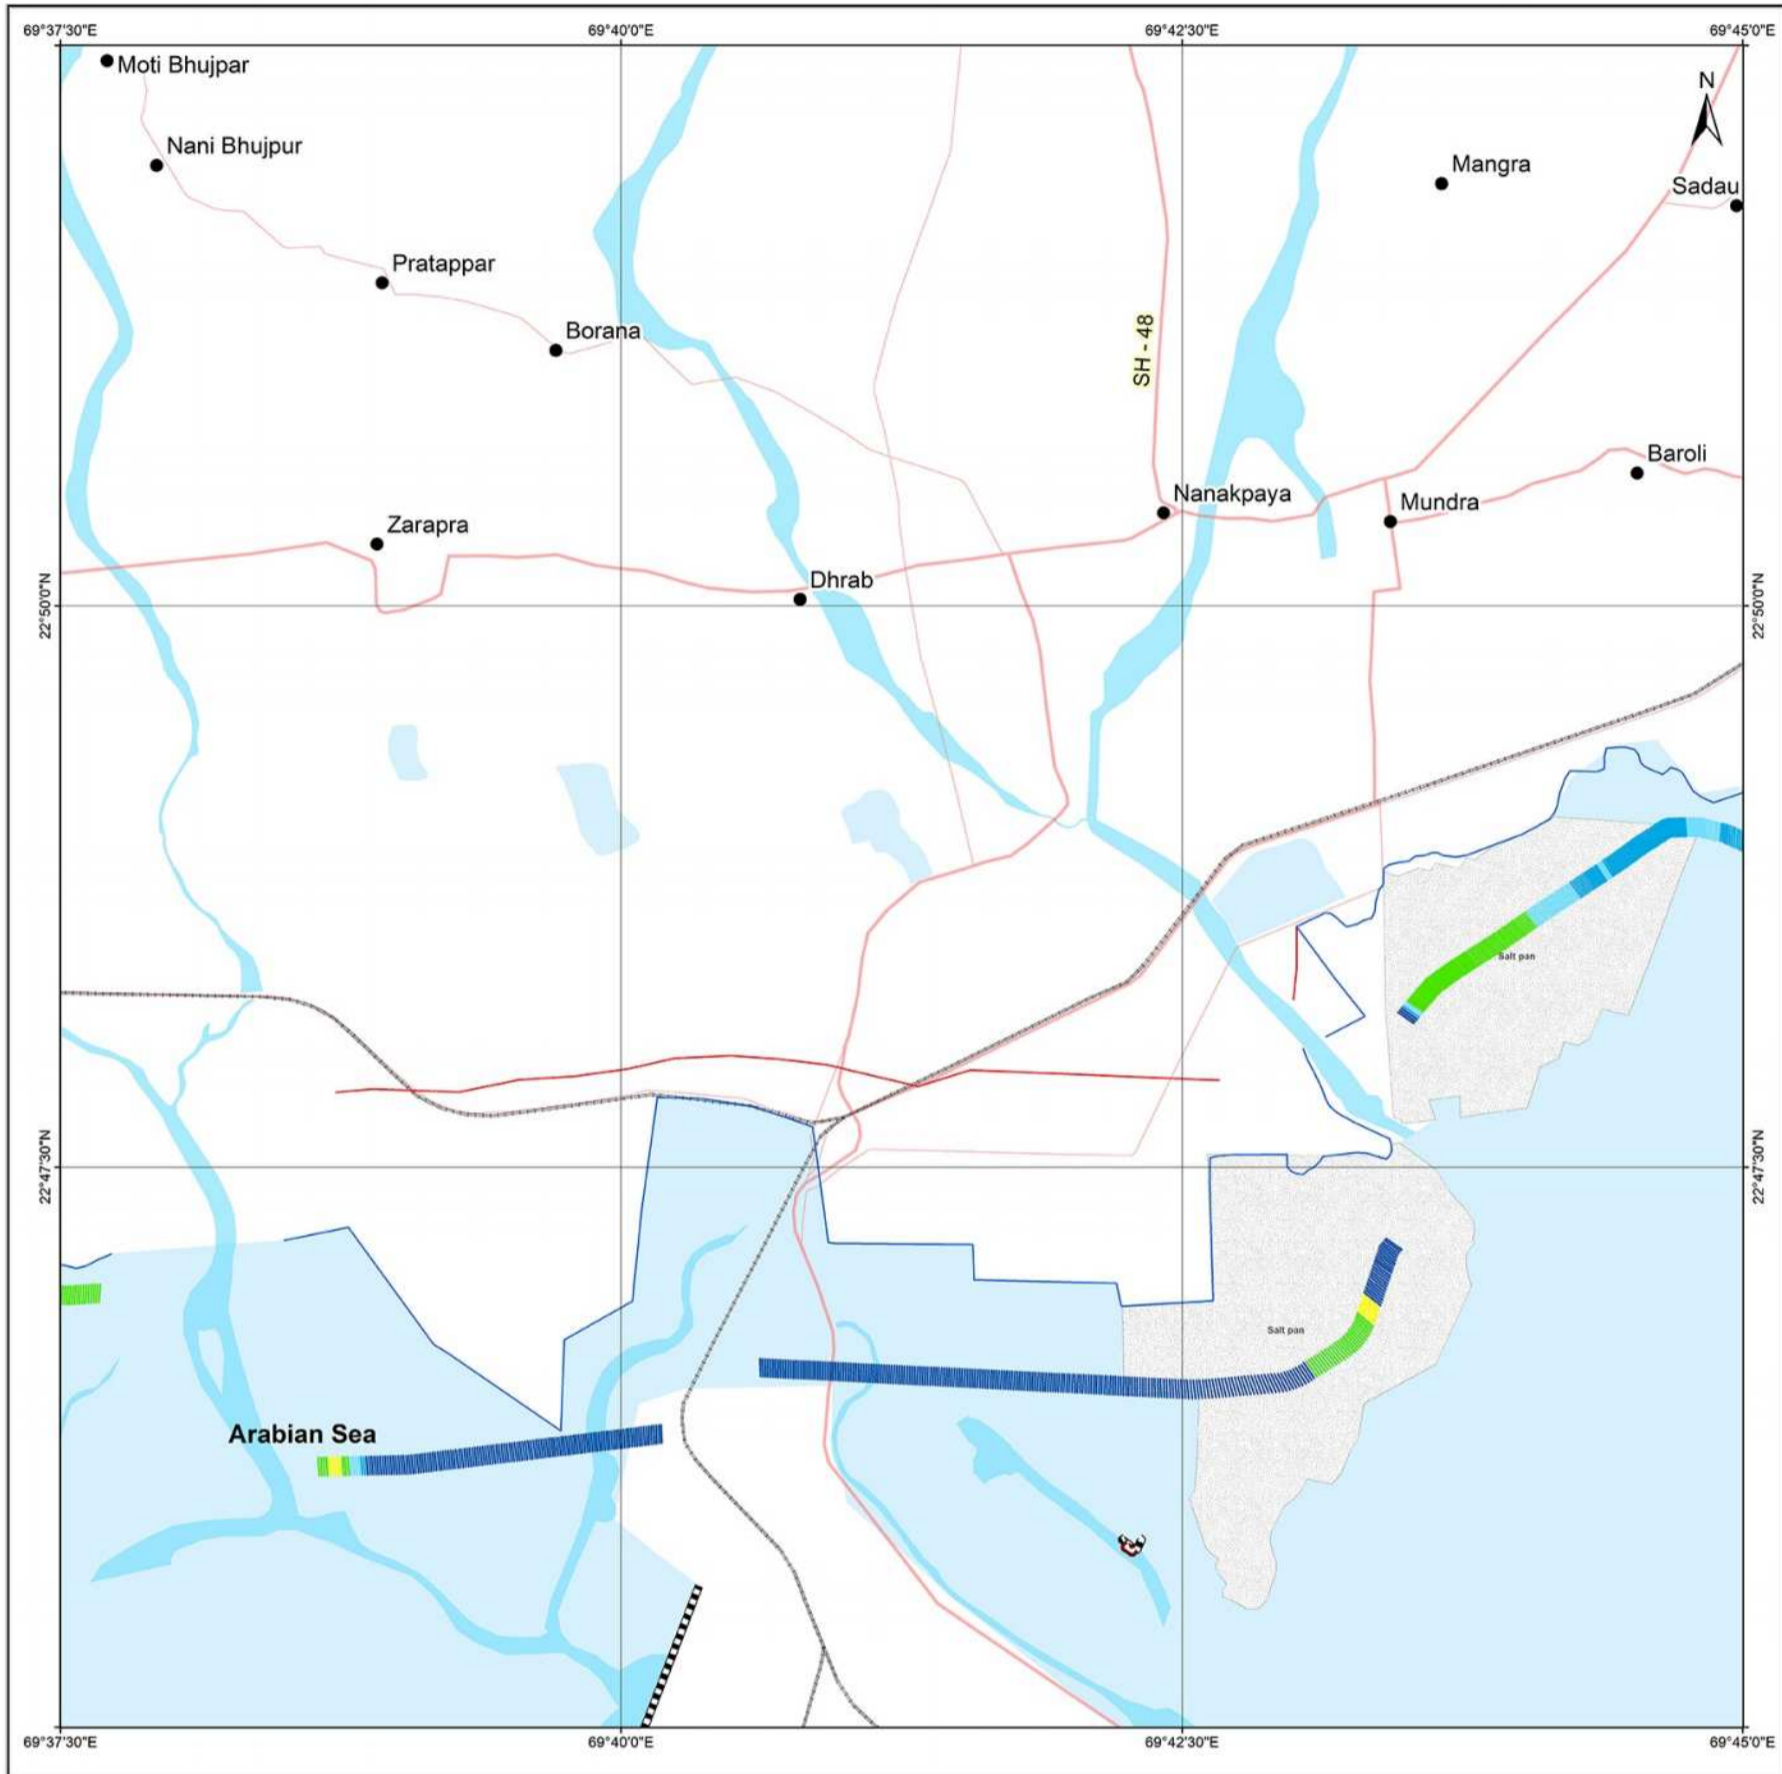 69°37'30"E
69°40'0"E
69°42'30"E
69°45'0"E
Moti Bhujpar
N
Nani Bhujpur
Mangra
Sadau
Pratappar
Borana
SH - 48
Baroli
Nanakpaya
Mundra
Zarapra
Dhrab
22°50'0"N
22°50'0"N
Salt pan
22°47'30"N
22°47'30"N
Salt pan
Arabian Sea
69°37'30"E
69°40'0"E
69°42'30"E
69°45'0"E